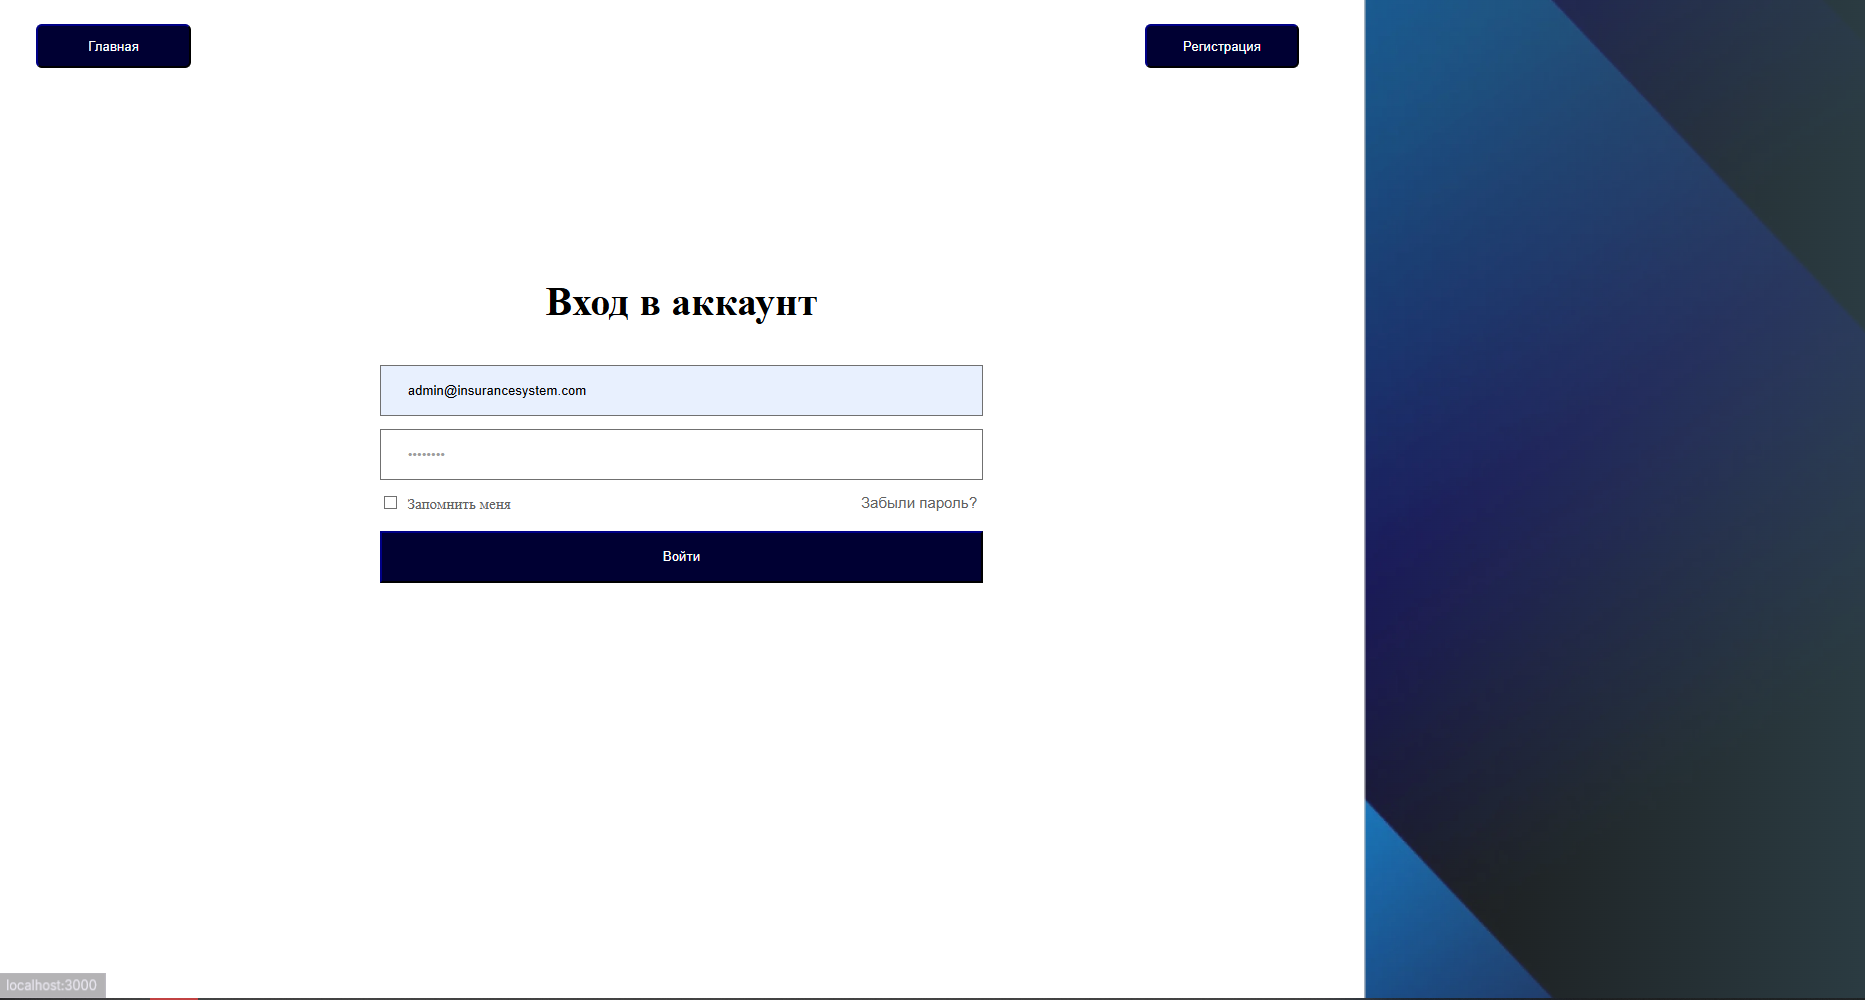 Главная
Регистрация
Вход в аккаунт
admin@insurancesystem.com
••••••••
Запомнить меня
Забыли пароль?
Войти
localhost:3000